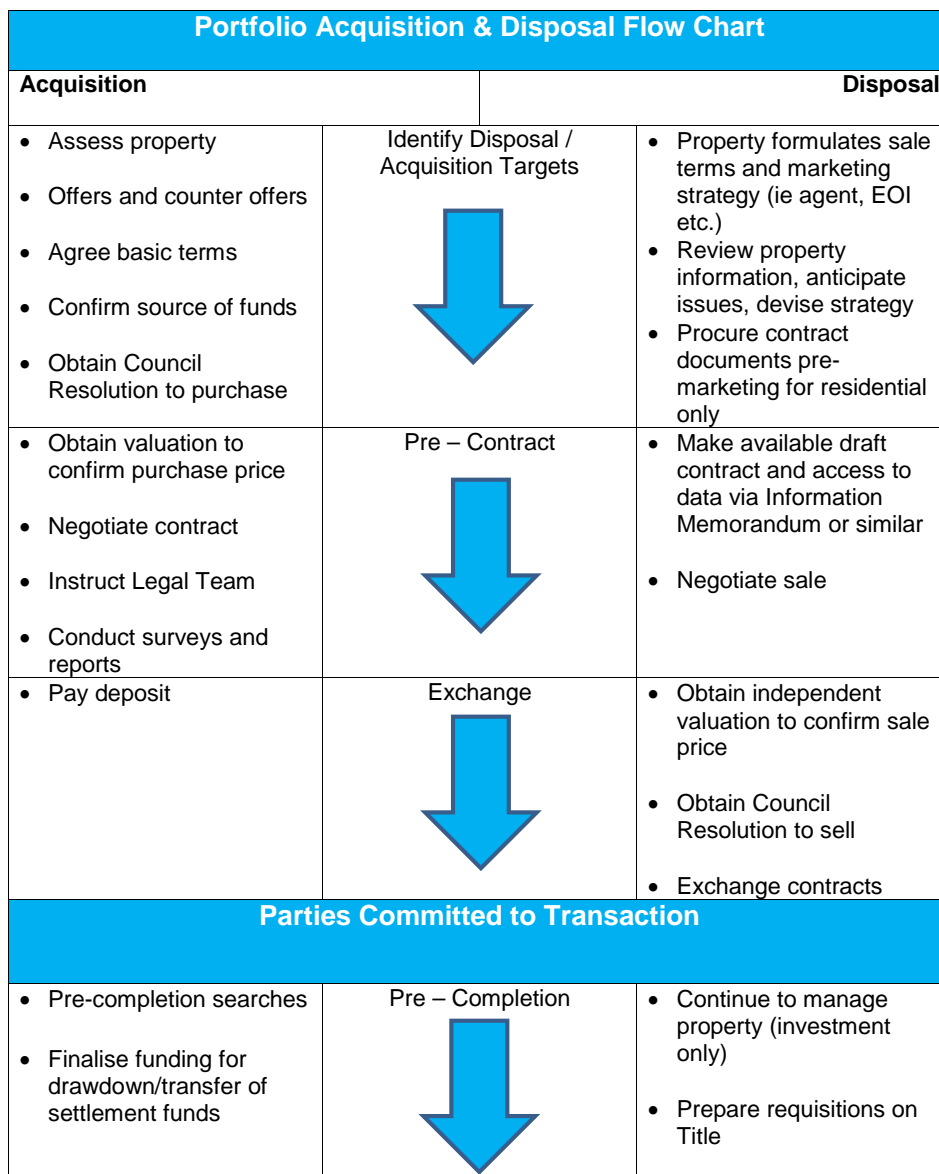 Portfolio Acquisition & Disposal Flow Chart
Acquisition
Disposal
• Assess property
• Offers and counter offers
• Agree basic terms
• Confirm source of funds
• Obtain Council
Resolution to purchase
Identify Disposal /
Acquisition Targets
• Property formulates sale
terms and marketing
strategy (ie agent, EOI
etc.)
• Review property
information, anticipate
issues, devise strategy
• Procure contract
documents pre-
marketing for residential
only
• Obtain valuation to
confirm purchase price
• Negotiate contract
• Instruct Legal Team
• Conduct surveys and
reports
Pre – Contract
• Make available draft
contract and access to
data via Information
Memorandum or similar
• Negotiate sale
• Pay deposit
Exchange
• Obtain independent
valuation to confirm sale
price
• Obtain Council
Resolution to sell
• Exchange contracts
Parties Committed to Transaction
• Pre-completion searches
• Finalise funding for
drawdown/transfer of
settlement funds
Pre – Completion
• Continue to manage
property (investment
only)
• Prepare requisitions on
Title